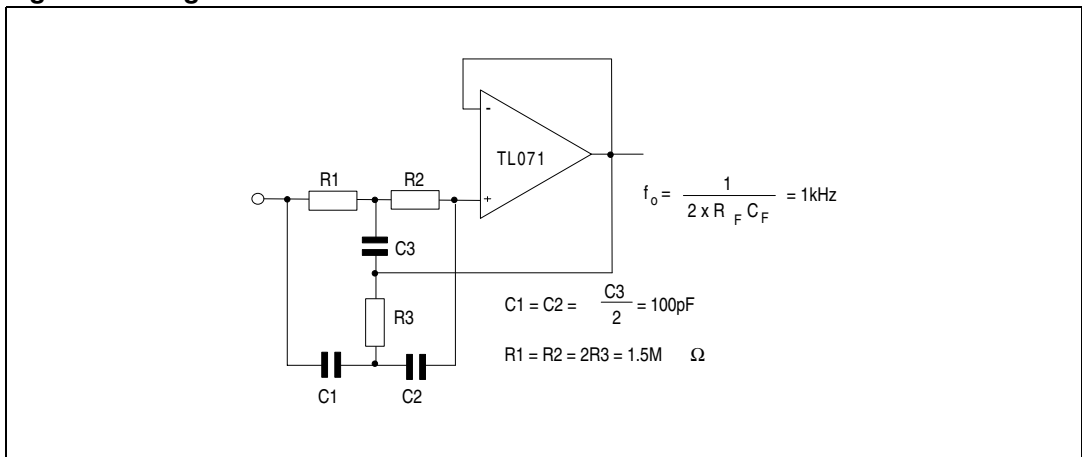 -
TL071
R1
R2
+
f o = 1 / 2 x R F C F = 1kHz
C3
C1 = C2 = C3 / 2 = 100pF
R3
R1 = R2 = 2R3 = 1.5M Ω
C1
C2